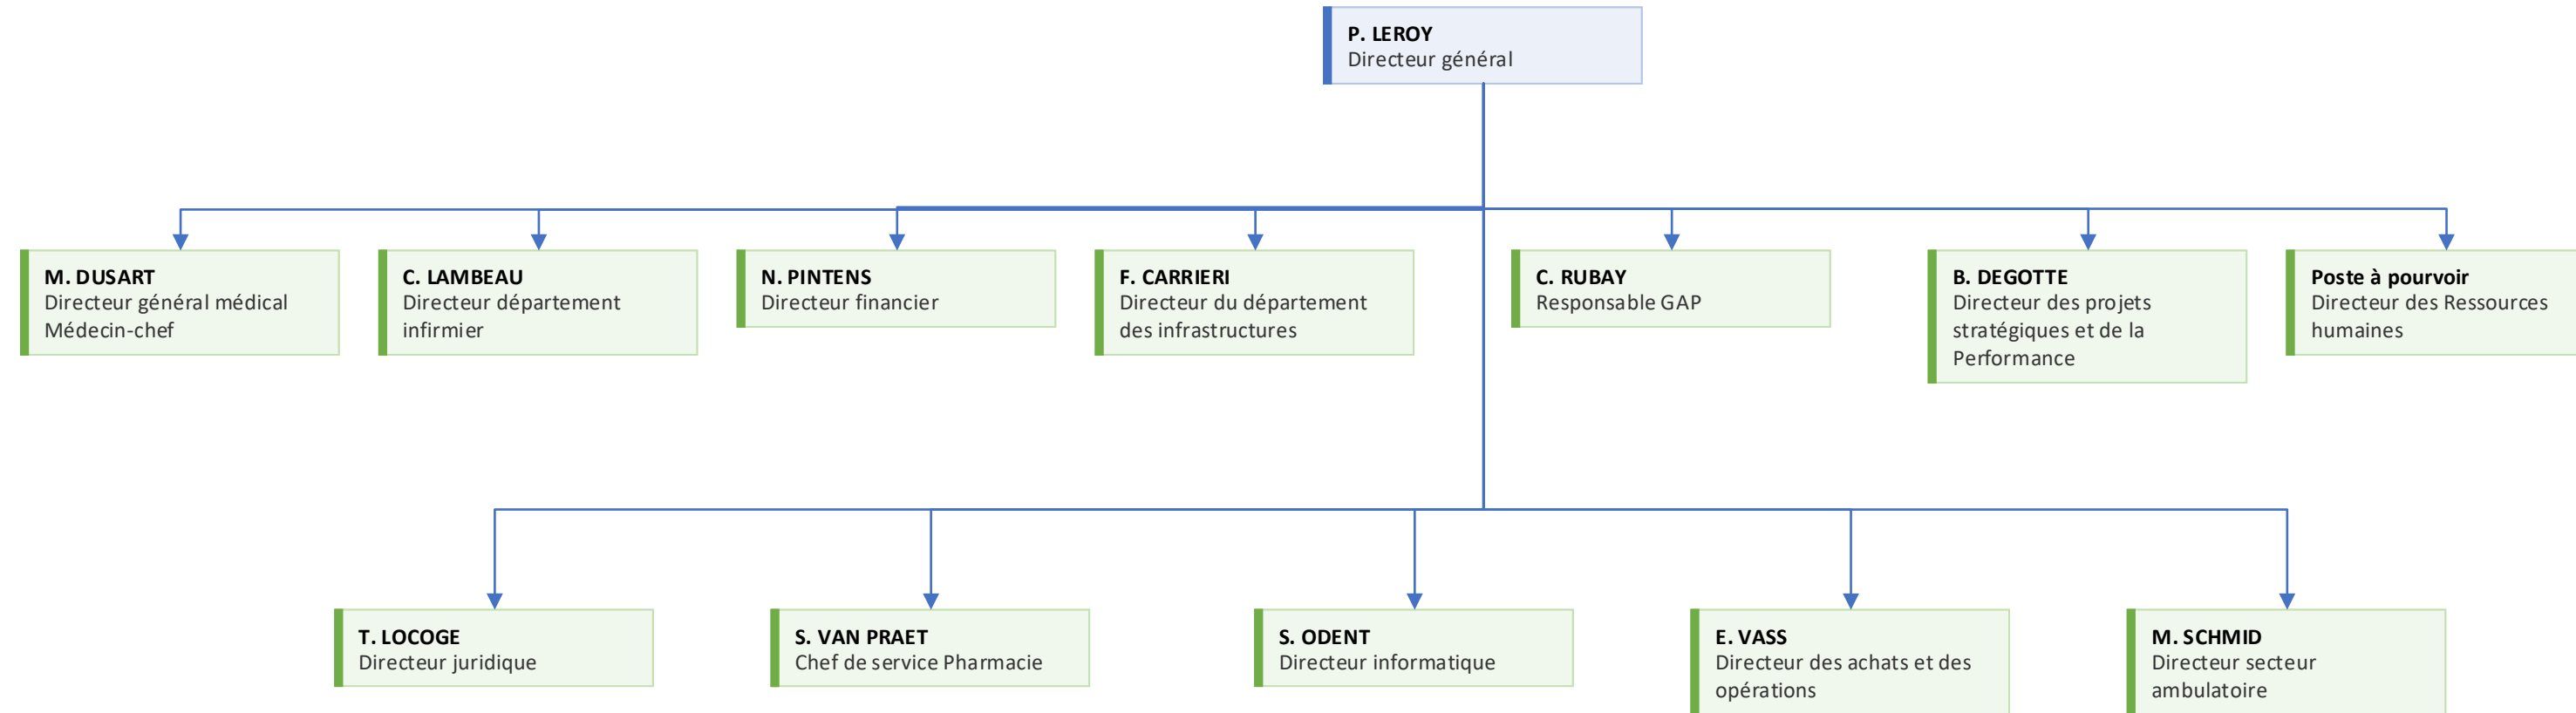 P. LEROY
Directeur général
M. DUSART
Directeur général médical
Médecin-chef
C. LAMBEAU
Directeur département
infirmier
N. PINTENS
Directeur financier
F. CARRIERI
Directeur du département
des infrastructures
C. RUBAY
Responsable GAP
B. DEGOTTE
Directeur des projets
stratégiques et de la
Performance
Poste à pourvoir
Directeur des Ressources
humaines
T. LOCOGE
Directeur juridique
S. VAN PRAET
Chef de service Pharmacie
S. ODENT
Directeur informatique
E. VASS
Directeur des achats et des
opérations
M. SCHMID
Directeur secteur
ambulatoire